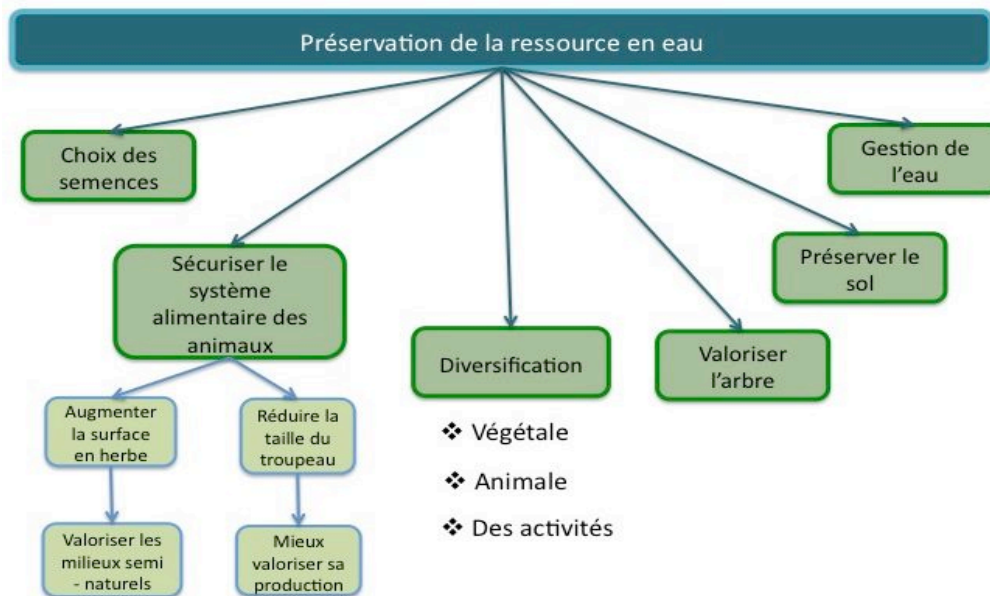 Préservation de la ressource en eau
Choix des
semences
Gestion de
l'eau
Sécuriser le
système
alimentaire des
animaux
Préserver le
sol
Diversification
Valoriser
l'arbre
Augmenter
la surface
en herbe
Réduire la
taille du
troupeau
❖ Végétale
❖ Animale
❖ Des activités
Valoriser les
milieux semi
- naturels
Mieux
valoriser sa
production